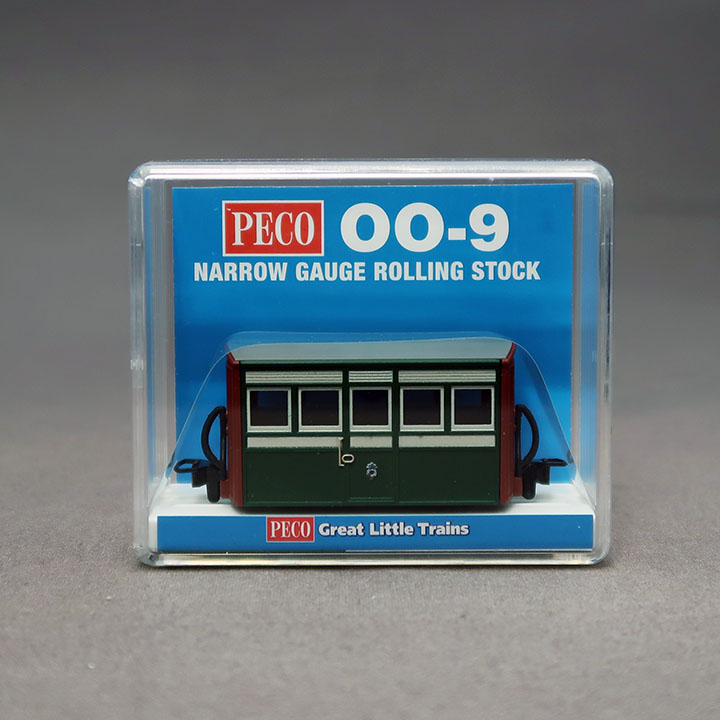 PECO OO-9
NARROW GAUGE ROLLING STOCK
PECO Great Little Trains